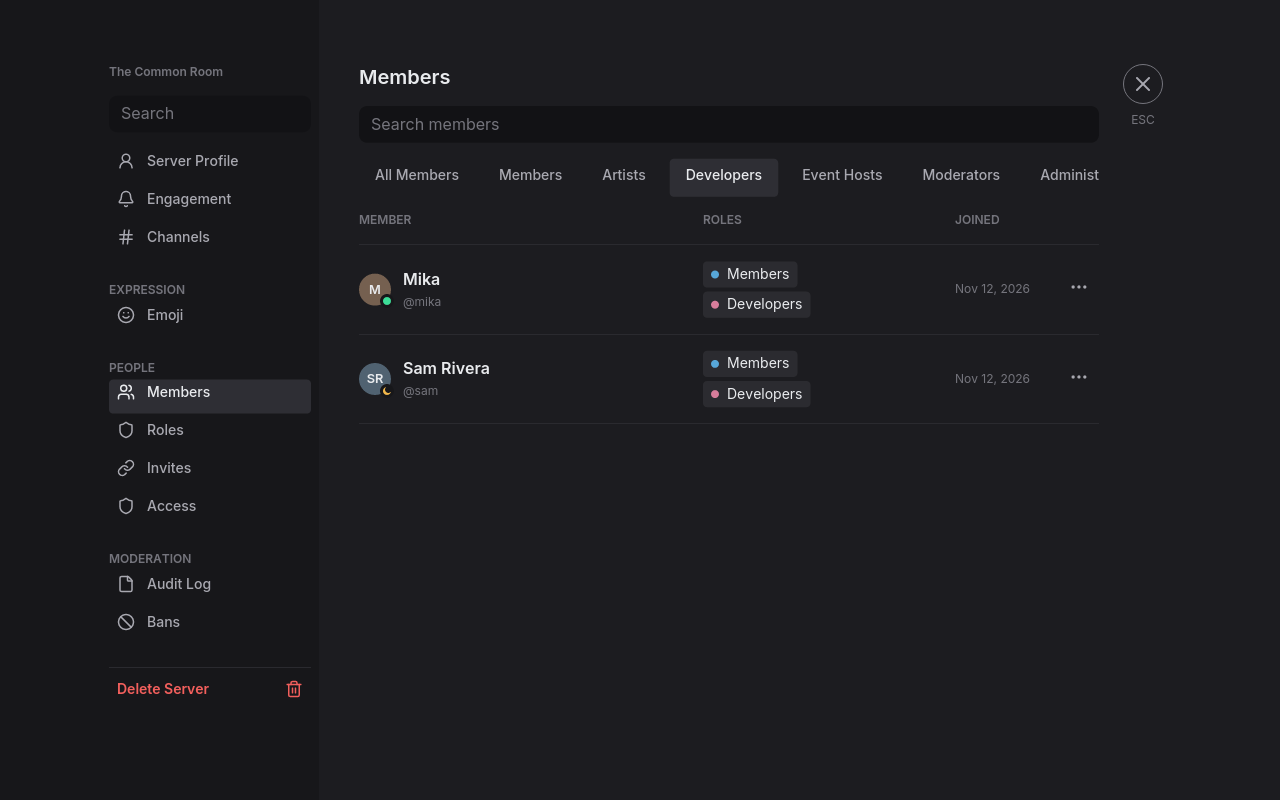 The Common Room
Search
Server Profile
Engagement
Channels
EXPRESSION
Emoji
PEOPLE
Members
Roles
Invites
Access
MODERATION
Audit Log
Bans
Delete Server
Members
ESC
Search members
All Members Members Artists Developers Event Hosts Moderators Administ
MEMBER ROLES JOINED
M Mika @mika Members Developers Nov 12, 2026
SR Sam Rivera @sam Members Developers Nov 12, 2026